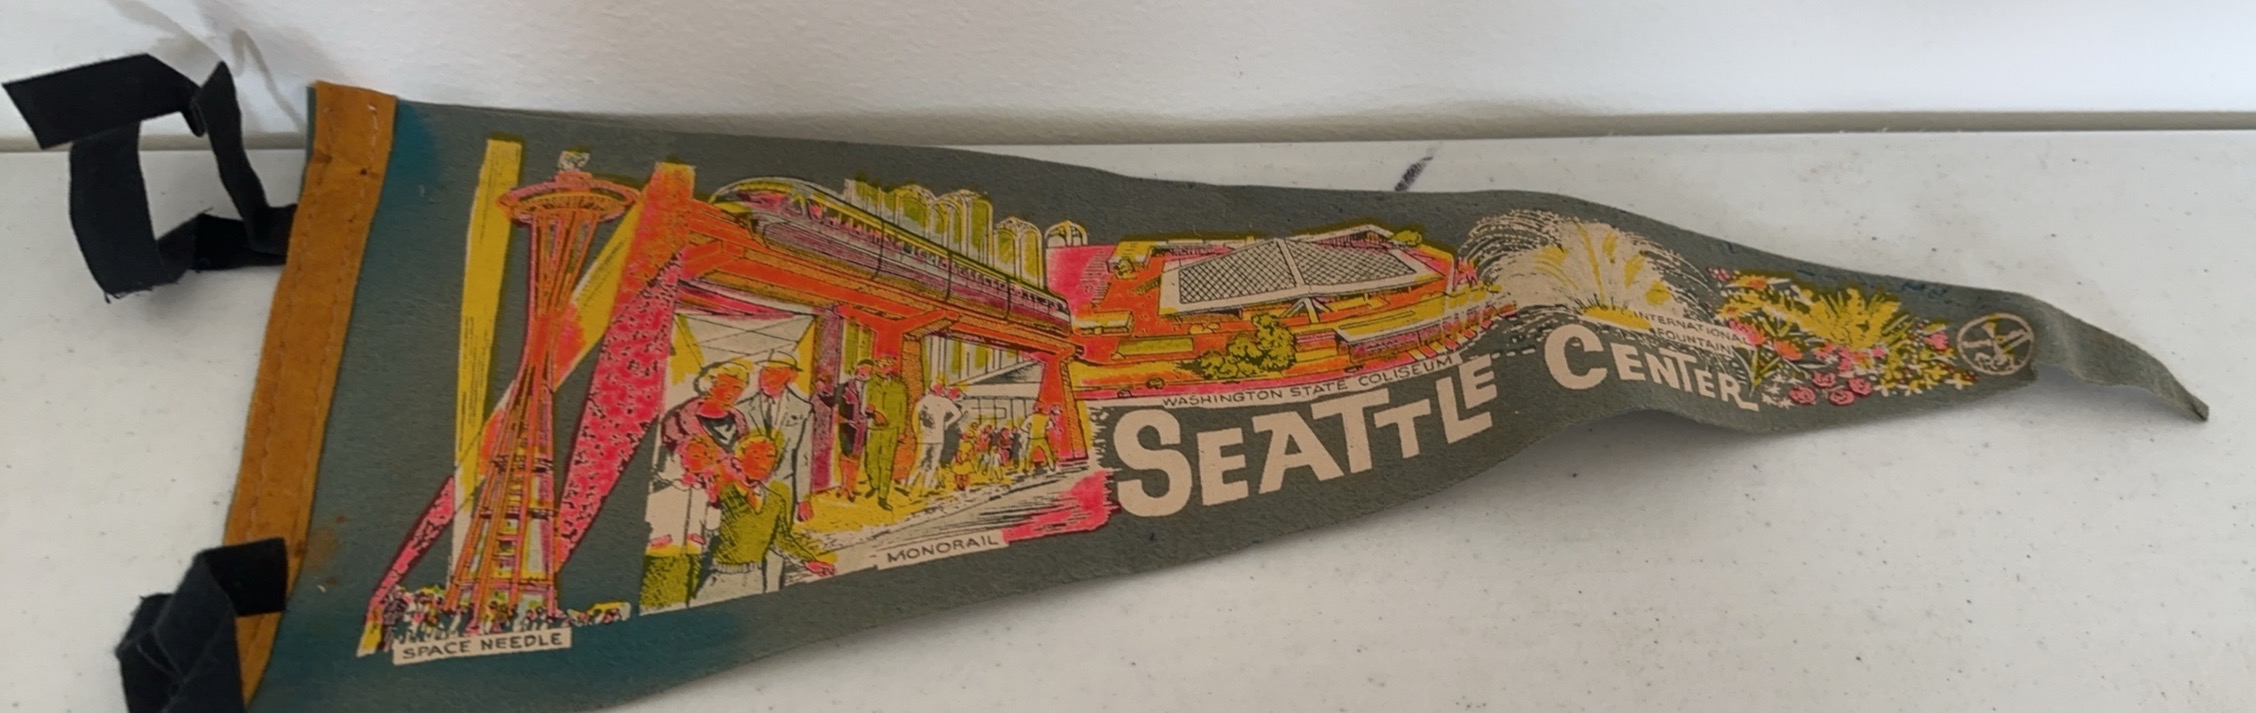 SPACE NEEDLE
MONORAIL
WASHINGTON STATE COLISEUM
INTERNATIONAL
FOUNTAIN
SEATTLE CENTER